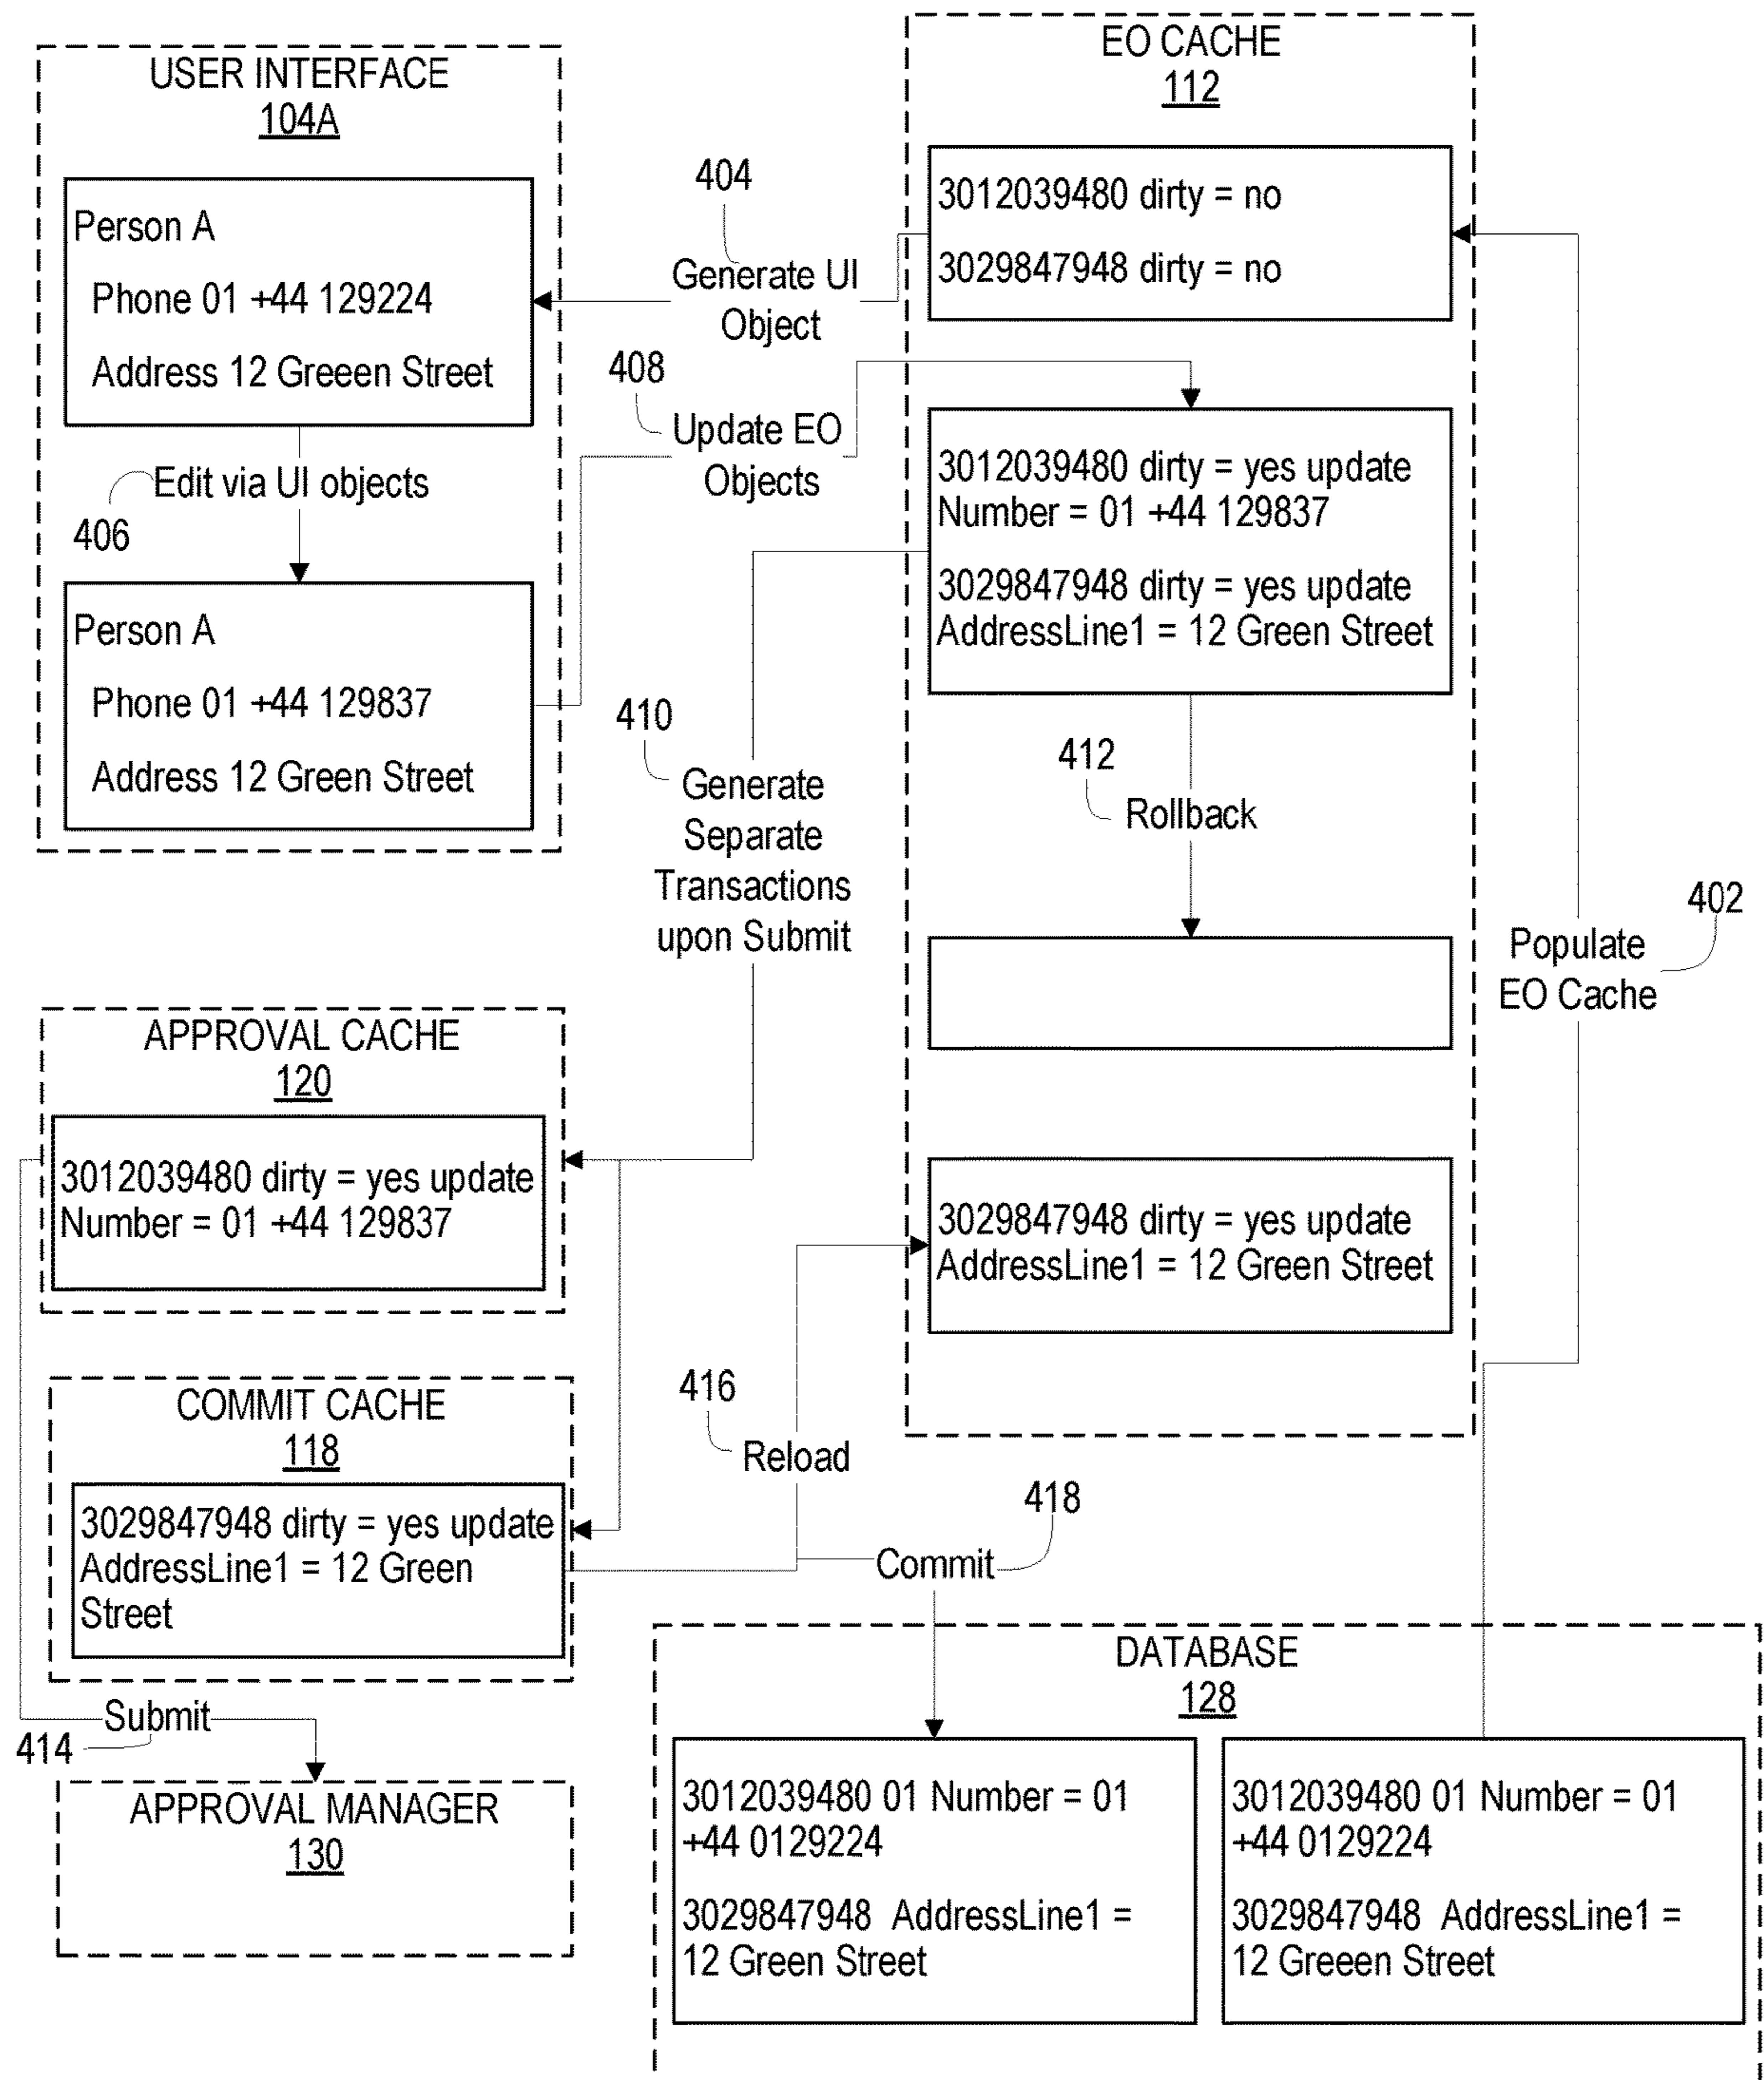 USER INTERFACE
104A
Person A
Phone 01 +44 129224
Address 12 Greeen Street
Edit via UI objects
406
Person A
Phone 01 +44 129837
Address 12 Green Street
404
Generate UI
Object
408
Update EO
Objects
410
Generate
Separate
Transactions
upon Submit
EO CACHE
112
3012039480 dirty = no
3029847948 dirty = no
3012039480 dirty = yes update
Number = 01 +44 129837
3029847948 dirty = yes update
AddressLine1 = 12 Green Street
412
Rollback
3029847948 dirty = yes update
AddressLine1 = 12 Green Street
402
Populate
EO Cache
APPROVAL CACHE
120
3012039480 dirty = yes update
Number = 01 +44 129837
COMMIT CACHE
118
3029847948 dirty = yes update
AddressLine1 = 12 Green
Street
416
Reload
418
Commit
Submit
414
APPROVAL MANAGER
130
DATABASE
128
3012039480 01 Number = 01
+44 0129224
3029847948 AddressLine1 =
12 Green Street
3012039480 01 Number = 01
+44 0129224
3029847948 AddressLine1 =
12 Greeen Street